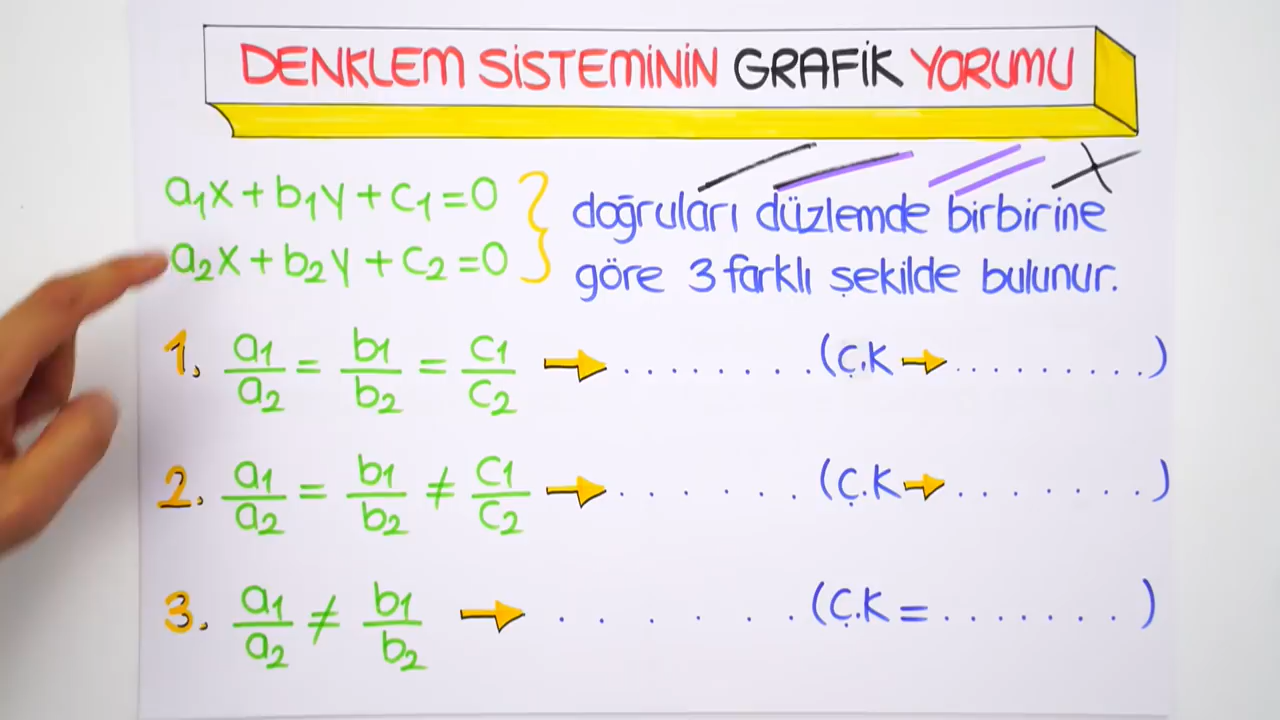 DENKLEM SİSTEMİNİN GRAFİK YORUMU
a₁x + b₁y + c₁ = 0
a₂x + b₂y + c₂ = 0
doğruları düzlemde birbirine
göre 3 farklı şekilde bulunur.
1. a₁/a₂ = b₁/b₂ = c₁/c₂ → ........ (Ç.K → .........)
2. a₁/a₂ = b₁/b₂ ≠ c₁/c₂ → ...... (Ç.K → ........)
3. a₁/a₂ ≠ b₁/b₂ → ...... (Ç.K = .......)